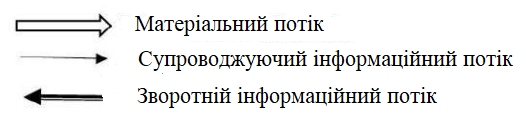 Матеріальний потік
Супроводжуючий інформаційний потік
Зворотній інформаційний потік